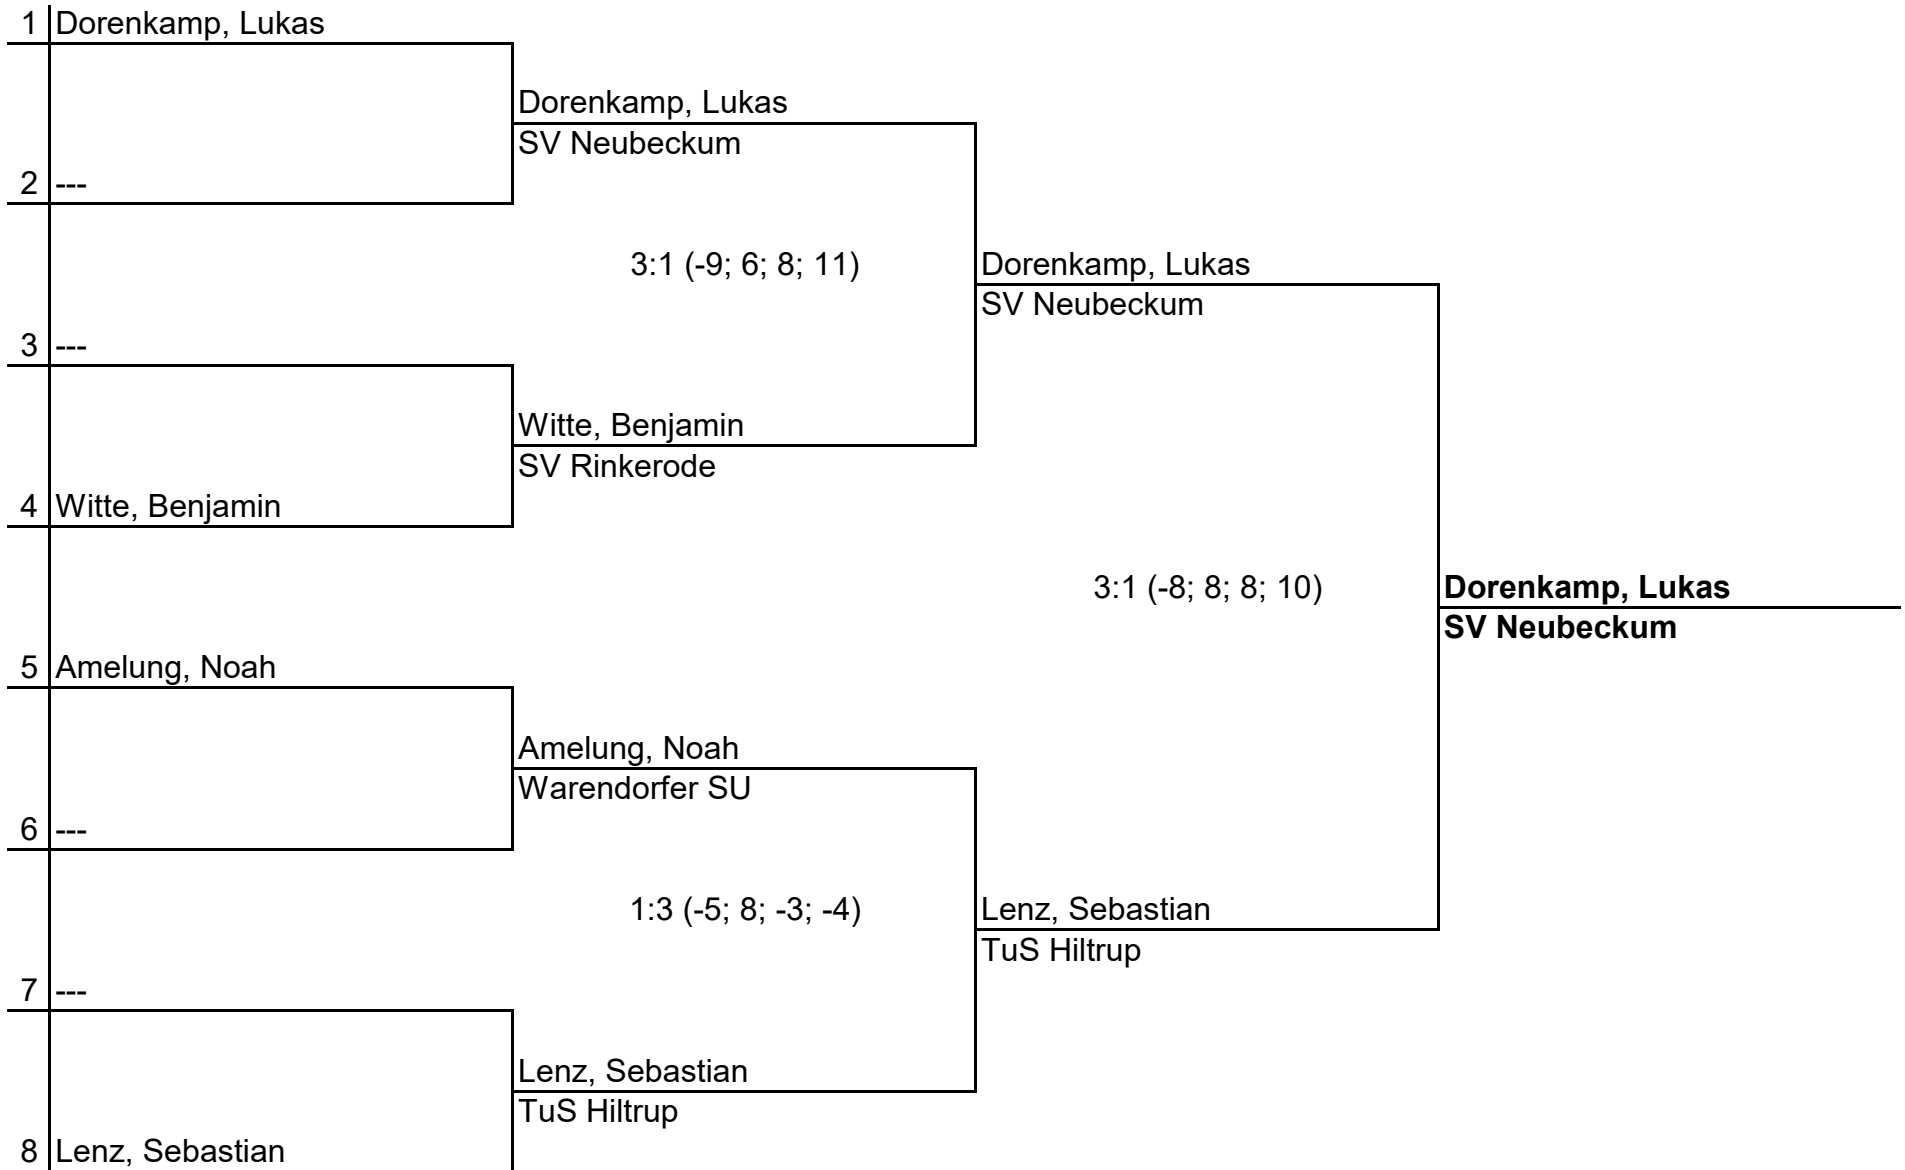 1 Dorenkamp, Lukas
Dorenkamp, Lukas
SV Neubeckum
2 ---
3:1 (-9; 6; 8; 11)
Dorenkamp, Lukas
SV Neubeckum
3 ---
Witte, Benjamin
SV Rinkerode
4 Witte, Benjamin
3:1 (-8; 8; 8; 10)
Dorenkamp, Lukas
SV Neubeckum
5 Amelung, Noah
Amelung, Noah
Warendorfer SU
6 ---
1:3 (-5; 8; -3; -4)
Lenz, Sebastian
TuS Hiltrup
7 ---
Lenz, Sebastian
TuS Hiltrup
8 Lenz, Sebastian